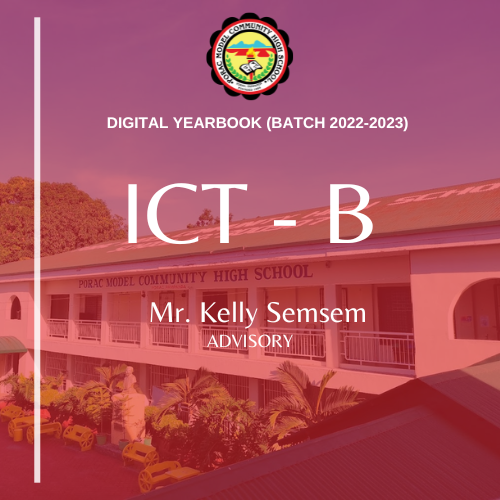 PORAC MODEL COMMUNITY HIGH SCHOOL
DIGITAL YEARBOOK (BATCH 2022-2023)
ICT - B
PORAC MODEL COMMUNITY HIGH SCHOOL
Mr. Kelly Semsem
ADVISORY